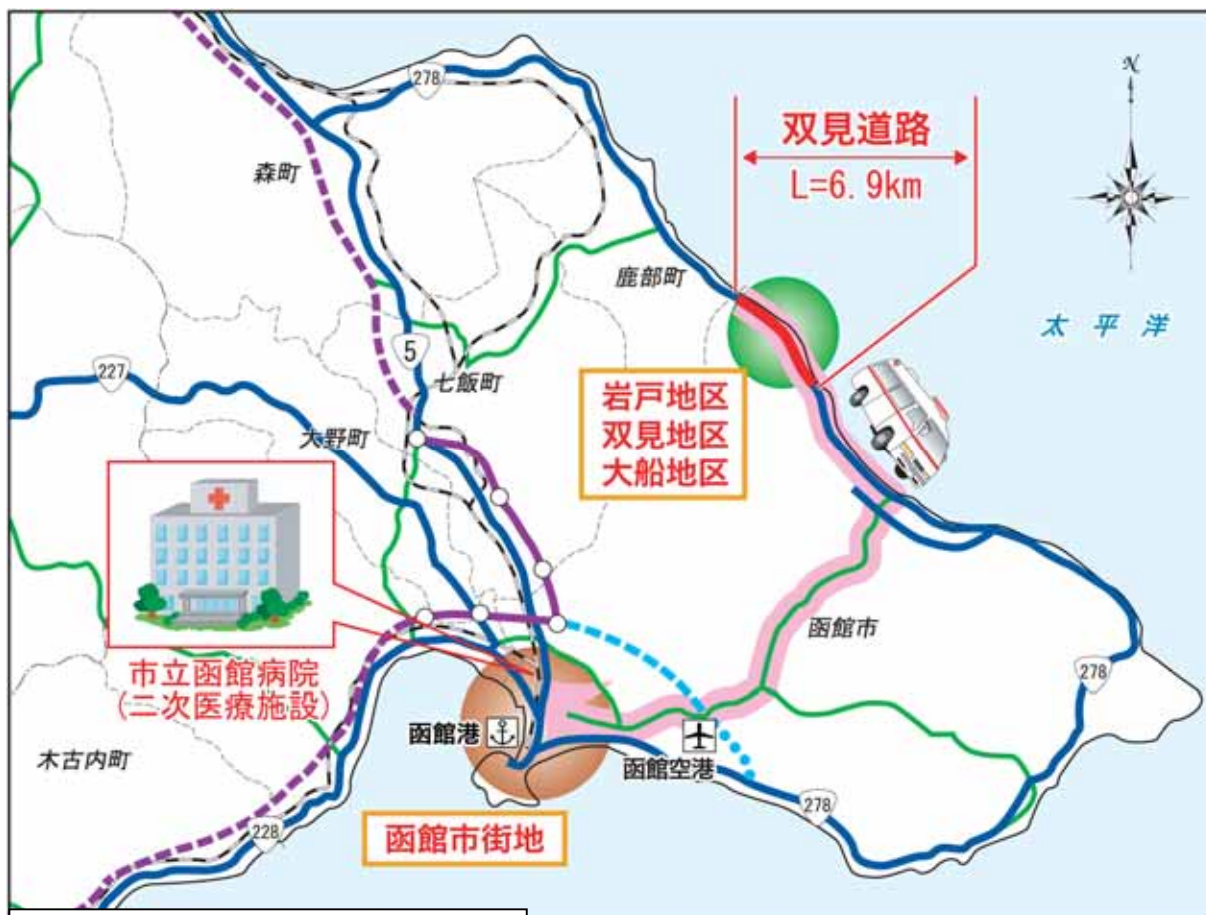 278
N
双見道路
L=6.9km
森町
鹿部町
太平洋
5
227
七飯町
岩戸地区
双見地区
大船地区
大野町
函館市
市立函館病院
(二次医療施設)
278
函館港
函館空港
木古内町
278
228
函館市街地